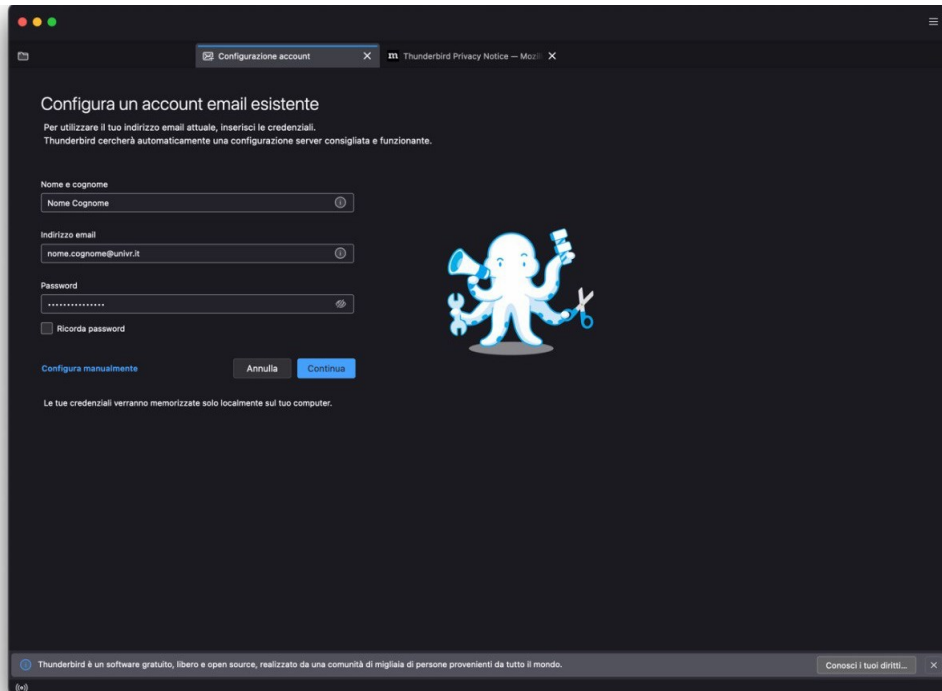 Configurazione account
m Thunderbird Privacy Notice — Mozil
Configura un account email esistente
Per utilizzare il tuo indirizzo email attuale, inserisci le credenziali.
Thunderbird cercherà automaticamente una configurazione server consigliata e funzionante.
Nome e cognome
Nome Cognome
Indirizzo email
nome.cognome@univr.it
Password
Ricorda password
Configura manualmente
Annulla
Continua
Le tue credenziali verranno memorizzate solo localmente sul tuo computer.
Thunderbird è un software gratuito, libero e open source, realizzato da una comunità di migliaia di persone provenienti da tutto il mondo.
Conosci i tuoi diritti...